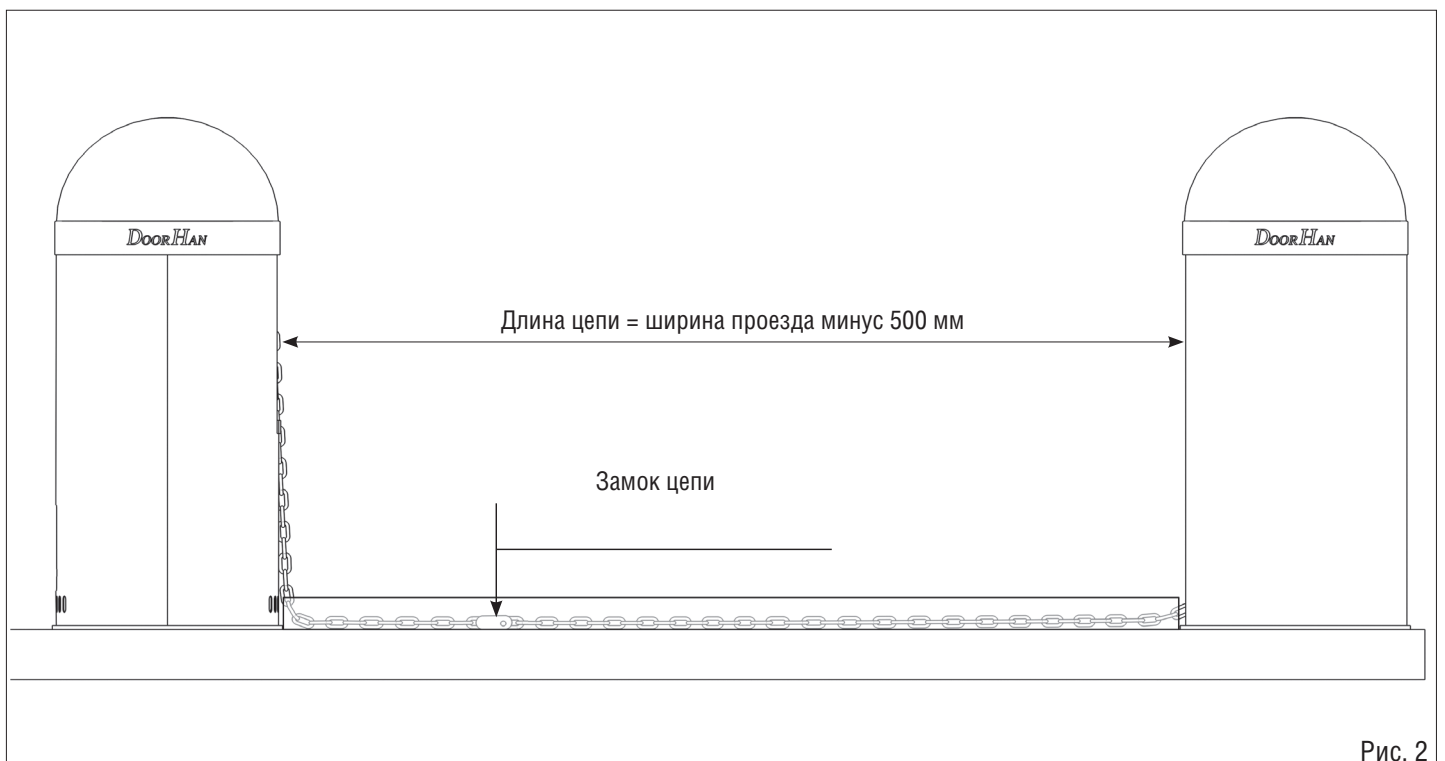 DOORHAN
DOORHAN
Длина цепи = ширина проезда минус 500 мм
Замок цепи
Рис. 2